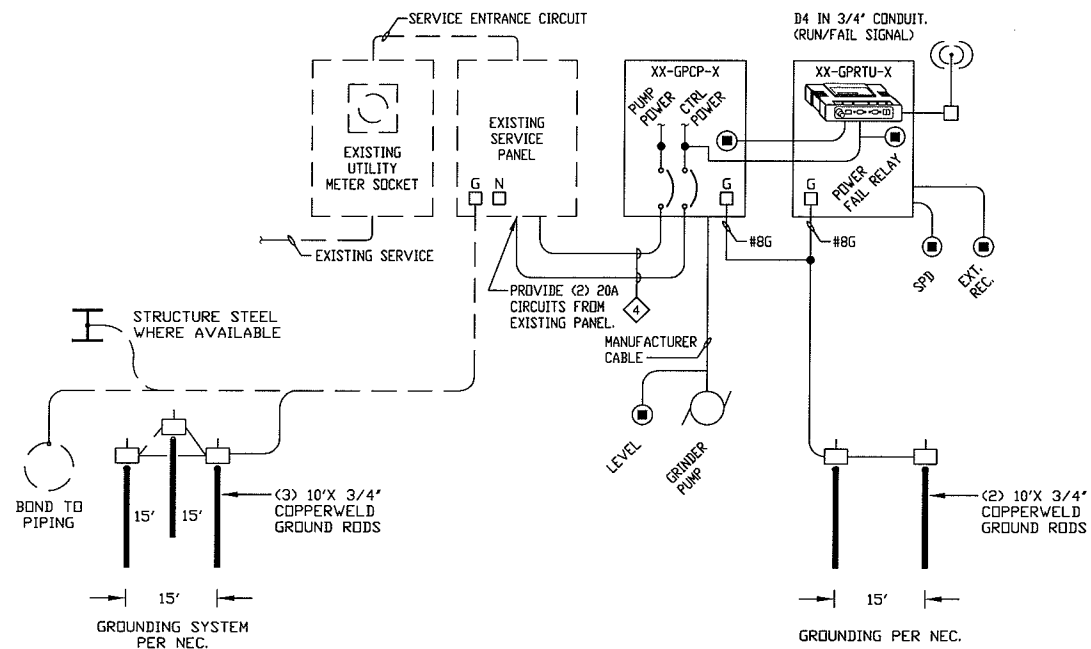 SERVICE ENTRANCE CIRCUIT
D4 IN 3/4" CONDUIT.
(RUN/FAIL SIGNAL)
XX-GPCP-X
XX-GPRTU-X
PUMP
POWER
CTRL
POWER
EXISTING
UTILITY
METER SOCKET
EXISTING
SERVICE
PANEL
G
N
G
G
POWER
FAIL RELAY
#8G
#8G
EXISTING SERVICE
PROVIDE (2) 20A
CIRCUITS FROM
EXISTING PANEL.
4
SPD
EXT.
REC.
STRUCTURE STEEL
WHERE AVAILABLE
MANUFACTURER
CABLE
LEVEL
GRINDER
PUMP
BOND TO
PIPING
15'
15'
(3) 10'X 3/4"
COPPERWELD
GROUND RODS
(2) 10'X 3/4"
COPPERWELD
GROUND RODS
15'
GROUNDING SYSTEM
PER NEC.
15'
GROUNDING PER NEC.